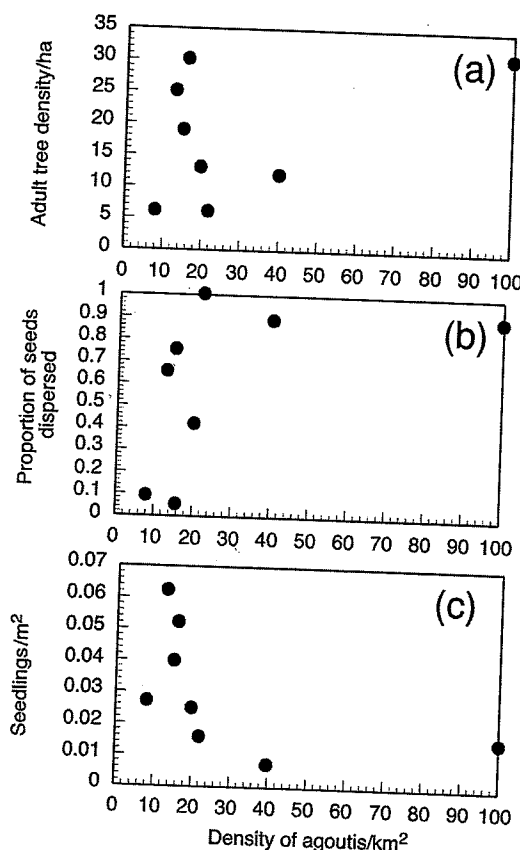 35
30
25
20
15
10
5
0
Adult tree density/ha
(a)
0 10 20 30 40 50 60 70 80 90 100
1
0.9
0.8
0.7
0.6
0.5
0.4
0.3
0.2
0.1
0
Proportion of seeds
dispersed
(b)
0 10 20 30 40 50 60 70 80 90 100
0.07
0.06
0.05
0.04
0.03
0.02
0.01
0
Seedlings/m²
(c)
0 10 20 30 40 50 60 70 80 90 100
Density of agoutis/km²